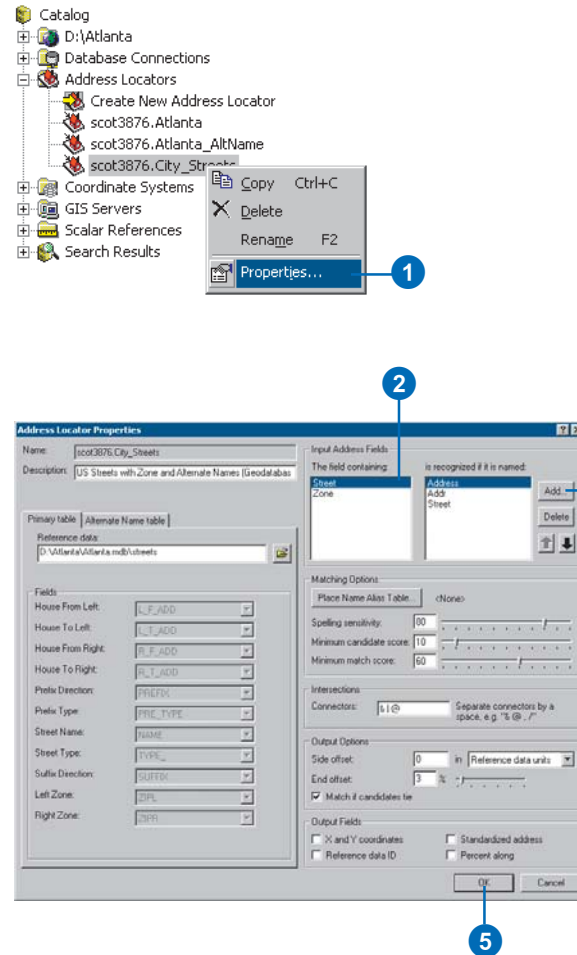 Catalog
D:\Atlanta
Database Connections
Address Locators
Create New Address Locator
scot3876.Atlanta
scot3876.Atlanta_AltName
scot3876.City_Streets
Coordinate Systems
GIS Servers
Scalar References
Search Results
Copy Ctrl+C
Delete
Rename F2
Properties...
1
2
Address Locator Properties
Name: scot3876.City_Streets
Description: US Streets with Zone and Alternate Names (Geodatabas
Primary table
Alternate Name table
Reference data:
D:\Atlanta\Atlanta.mdb\streets
Fields
House From Left: L_F_ADD
House To Left: L_T_ADD
House From Right: R_F_ADD
House To Right: R_T_ADD
Prefix Direction: PREFIX
Prefix Type: PRE_TYPE
Street Name: NAME
Street Type: TYPE_
Suffix Direction: SUFFIX
Left Zone: ZIPL
Right Zone: ZIPR
Input Address Fields
The field containing: is recognized if it is named:
Street
Zone
Address
Addr
Street
Add...
Delete
Matching Options
Place Name Alias Table... <None>
Spelling sensitivity: 80
Minimum candidate score: 10
Minimum match score: 60
Intersections
Connectors: & | @ Separate connectors by a
space, e.g. "& @ , /"
Output Options
Side offset: 0 in Reference data units
End offset: 3 %
Match if candidates tie
Output Fields
X and Y coordinates Standardized address
Reference data ID Percent along
OK Cancel
5